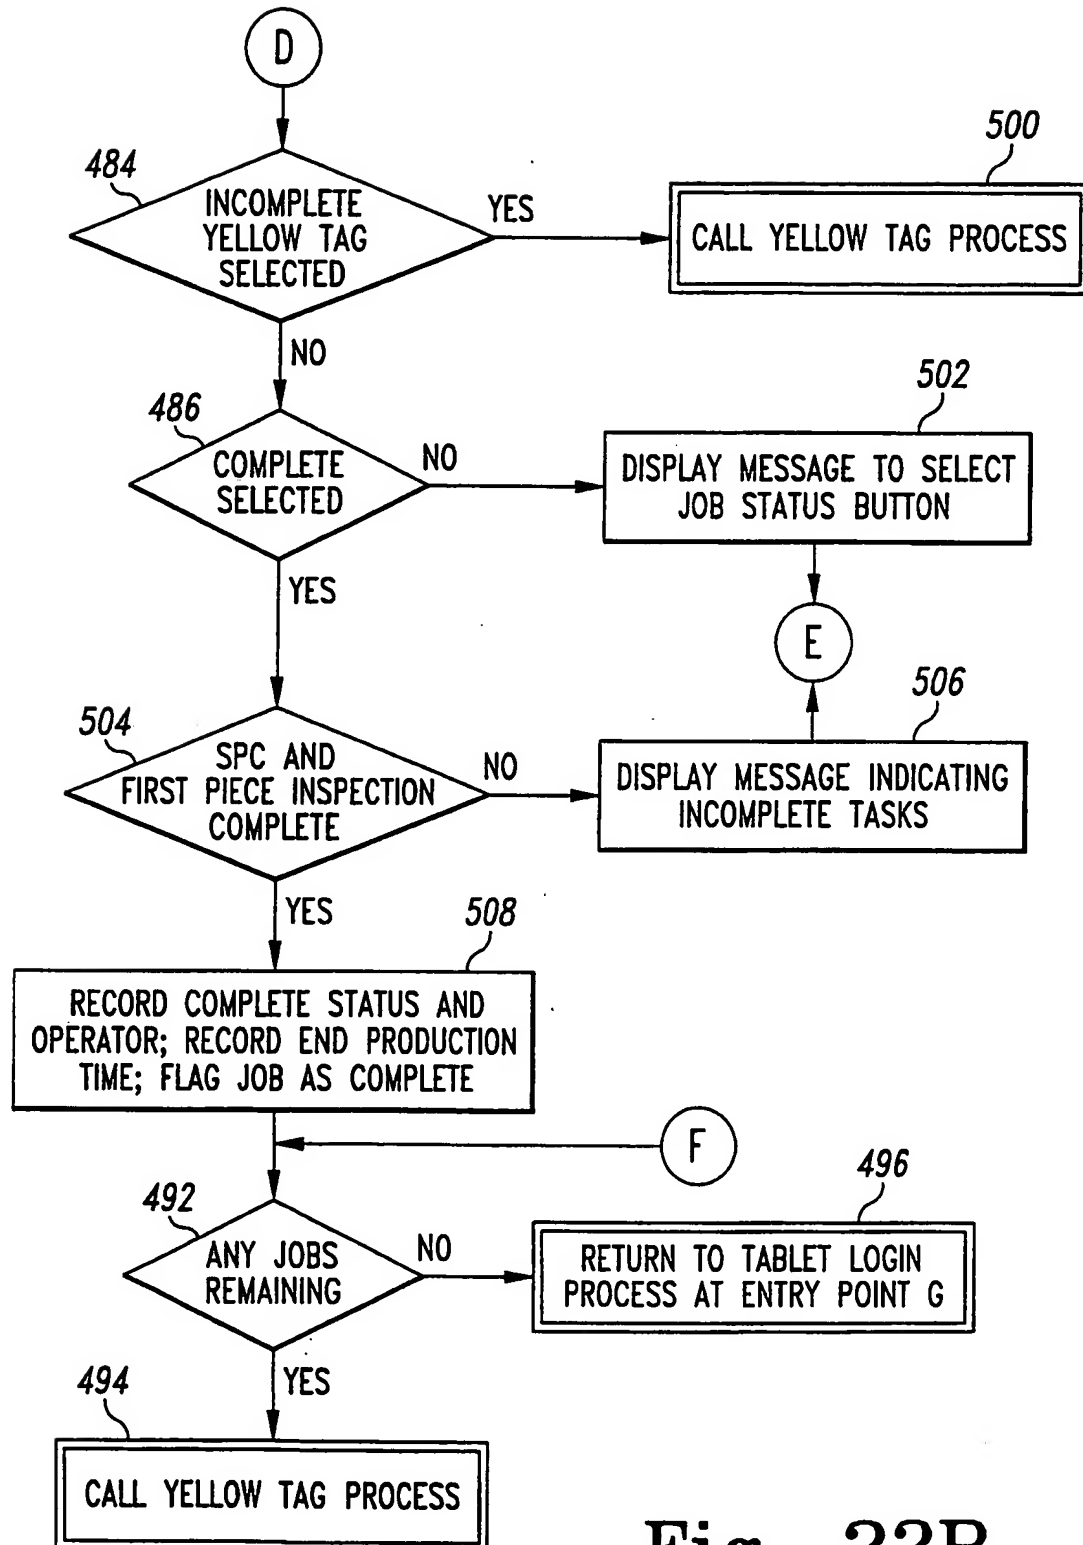 D
484
INCOMPLETE
YELLOW TAG
SELECTED
YES
500
CALL YELLOW TAG PROCESS
NO
486
COMPLETE
SELECTED
NO
502
DISPLAY MESSAGE TO SELECT
JOB STATUS BUTTON
YES
E
504
SPC AND
FIRST PIECE INSPECTION
COMPLETE
NO
506
DISPLAY MESSAGE INDICATING
INCOMPLETE TASKS
YES
508
RECORD COMPLETE STATUS AND
OPERATOR; RECORD END PRODUCTION
TIME; FLAG JOB AS COMPLETE
F
492
ANY JOBS
REMAINING
NO
496
RETURN TO TABLET LOGIN
PROCESS AT ENTRY POINT G
YES
494
CALL YELLOW TAG PROCESS
Fig.